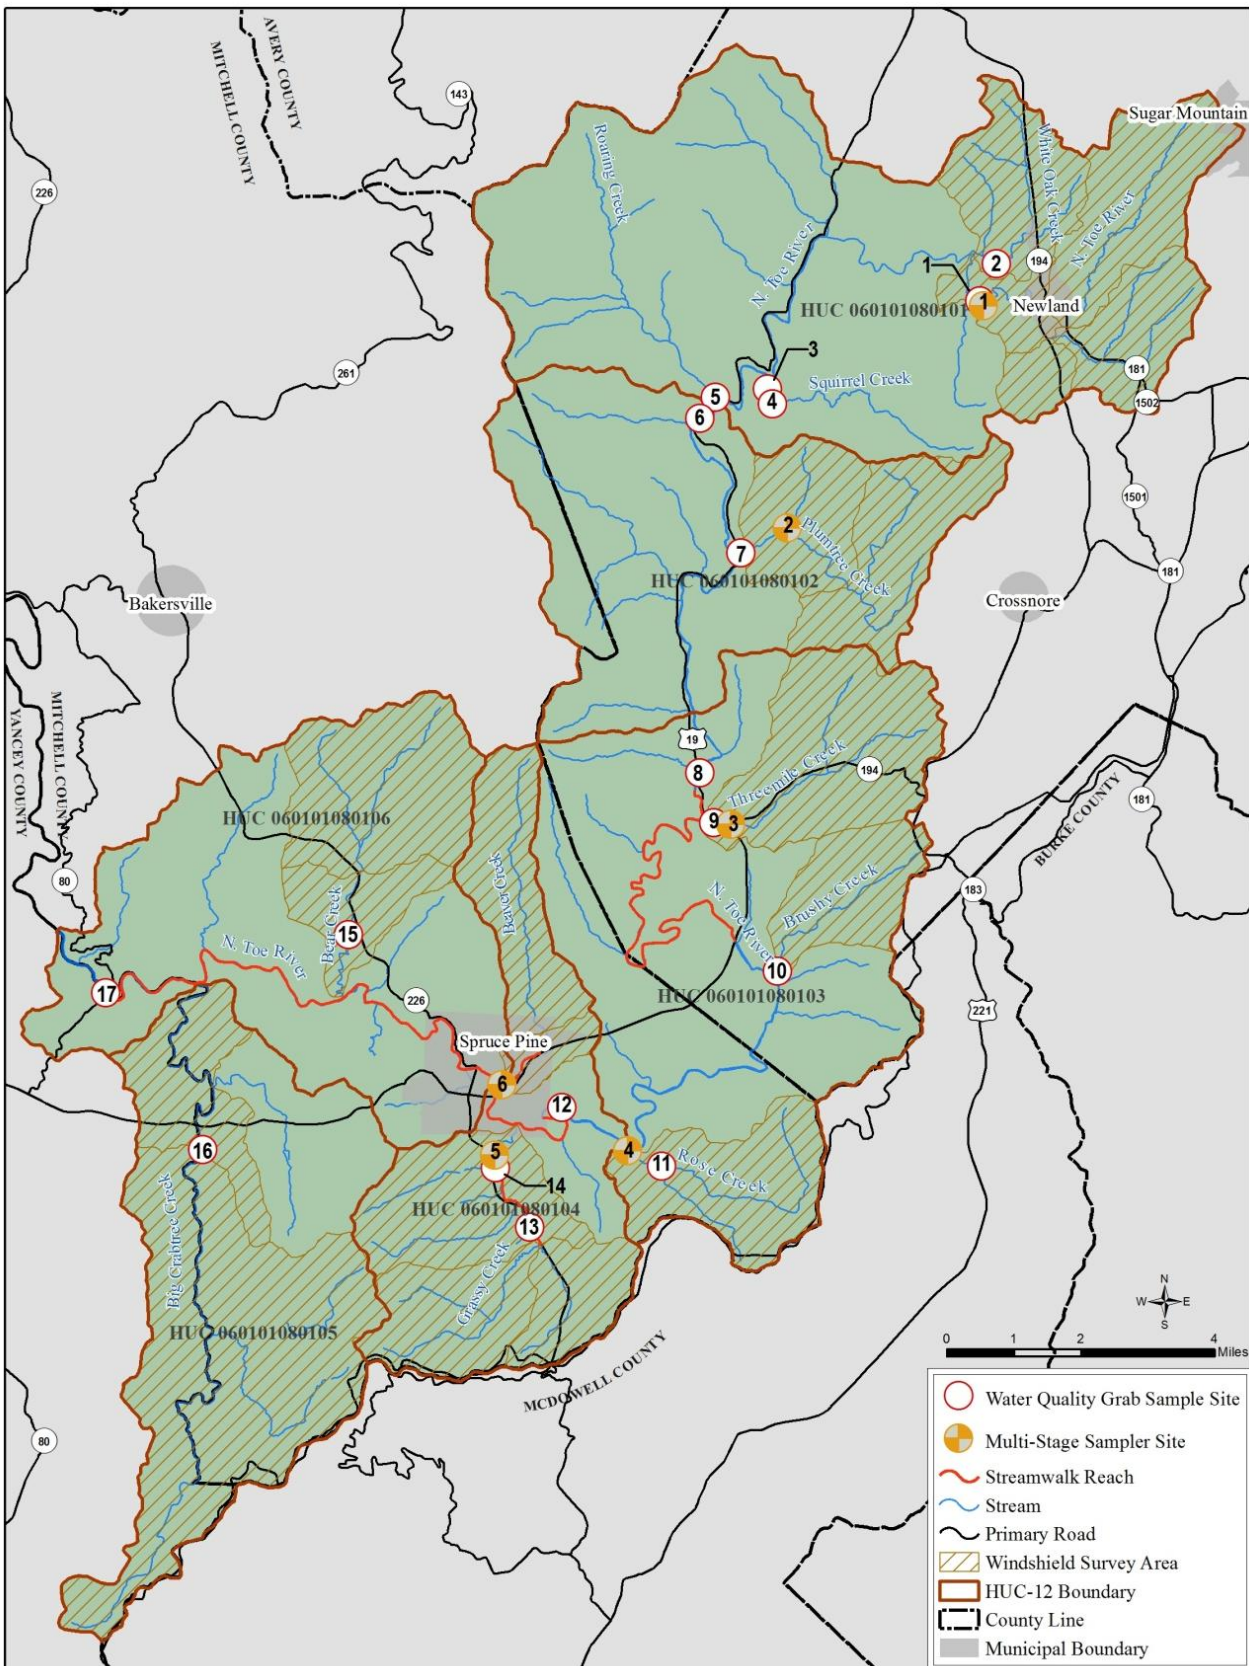 AVERY COUNTY
MITCHELL COUNTY
143
226
Sugar Mountain
Roaring Creek
White Oak Creek
N. Toe River
N. Toe River
2
194
1
1
HUC 060101080101
Newland
261
3
181
1502
5
4
Squirrel Creek
6
1501
2
Plumtree Creek
7
HUC 060101080102
181
Bakersville
Crossnore
YANCEY COUNTY
MITCHELL COUNTY
19
8
Threemile Creek
194
181
BURKE COUNTY
HUC 060101080106
9
3
80
Beaver Creek
Brushy Creek
183
Bear Creek
15
N. Toe River
N. Toe River
10
17
226
HUC 060101080103
221
Spruce Pine
6
12
16
5
4
11
Rose Creek
14
HUC 060101080104
13
Big Crabtree Creek
Grassy Creek
HUC 060101080105
MCDOWELL COUNTY
80
N
W E
S
0 1 2 4
Miles
Water Quality Grab Sample Site
Multi-Stage Sampler Site
Streamwalk Reach
Stream
Primary Road
Windshield Survey Area
HUC-12 Boundary
County Line
Municipal Boundary